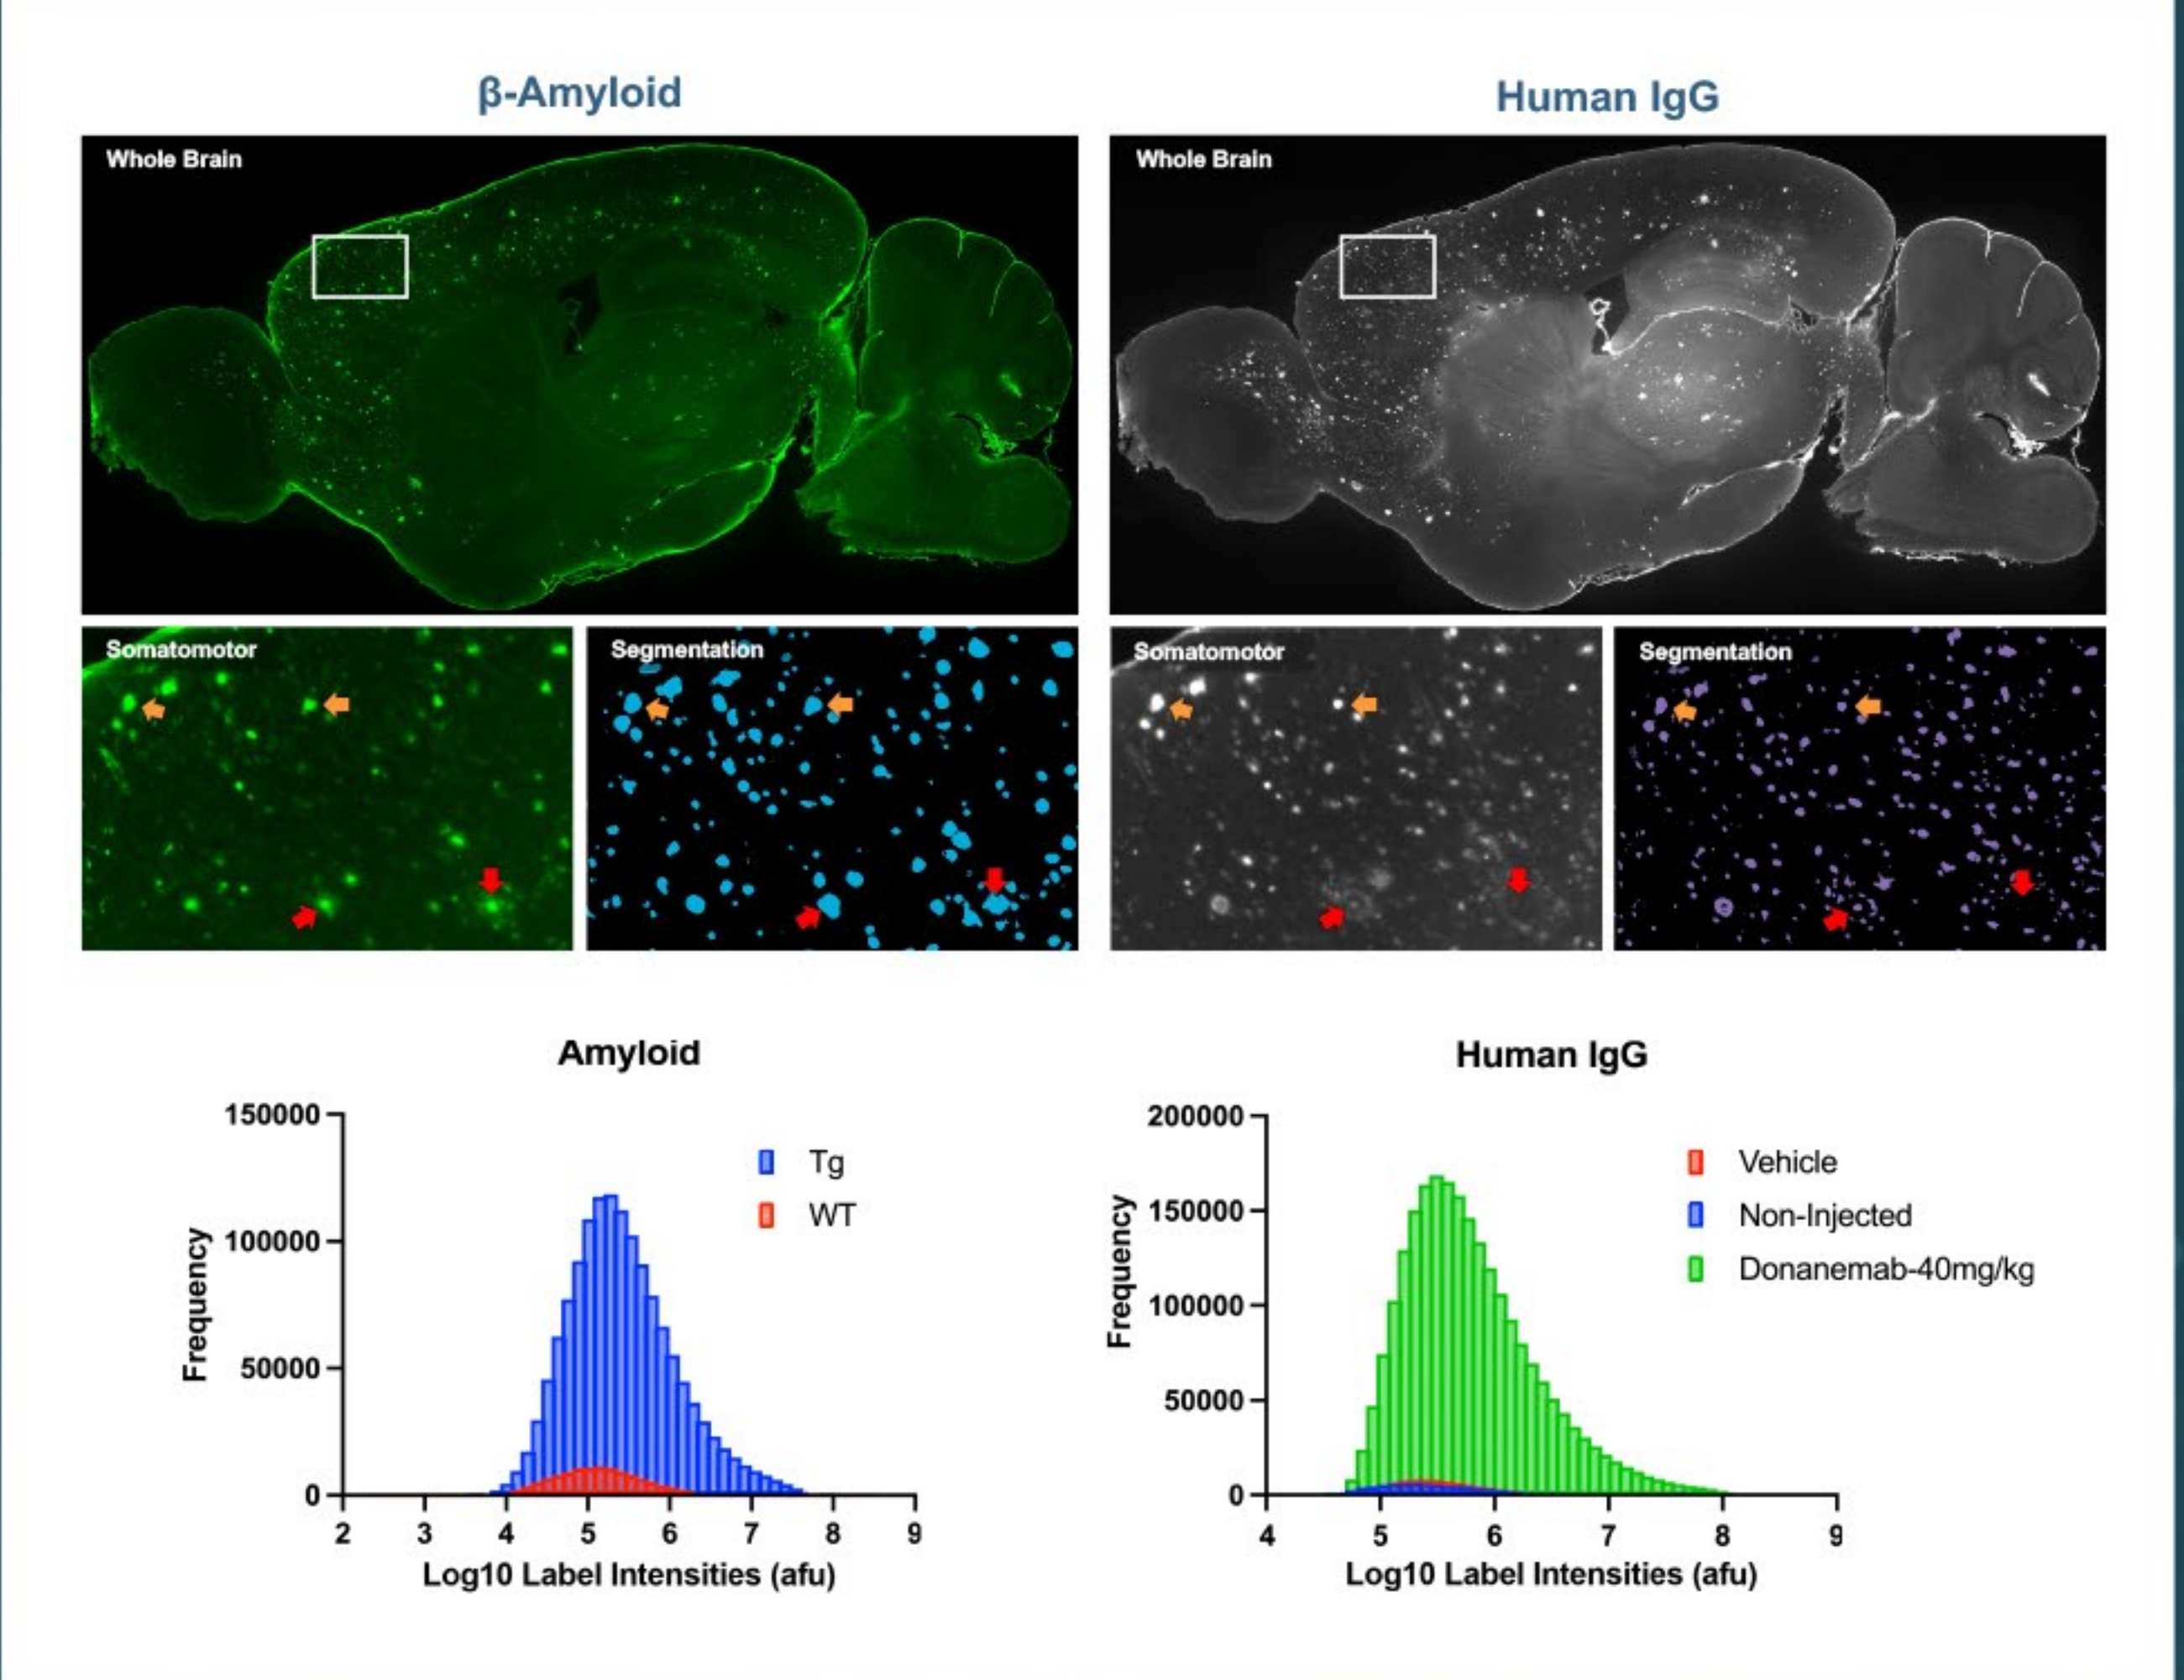 β-Amyloid
Human IgG
Whole Brain
Whole Brain
Somatomotor
Segmentation
Somatomotor
Segmentation
Amyloid
150000
100000
50000
0
Frequency
2 3 4 5 6 7 8 9
Log10 Label Intensities (afu)
Tg
WT
Human IgG
200000
150000
100000
50000
0
Frequency
4 5 6 7 8 9
Log10 Label Intensities (afu)
Vehicle
Non-Injected
Donanemab-40mg/kg